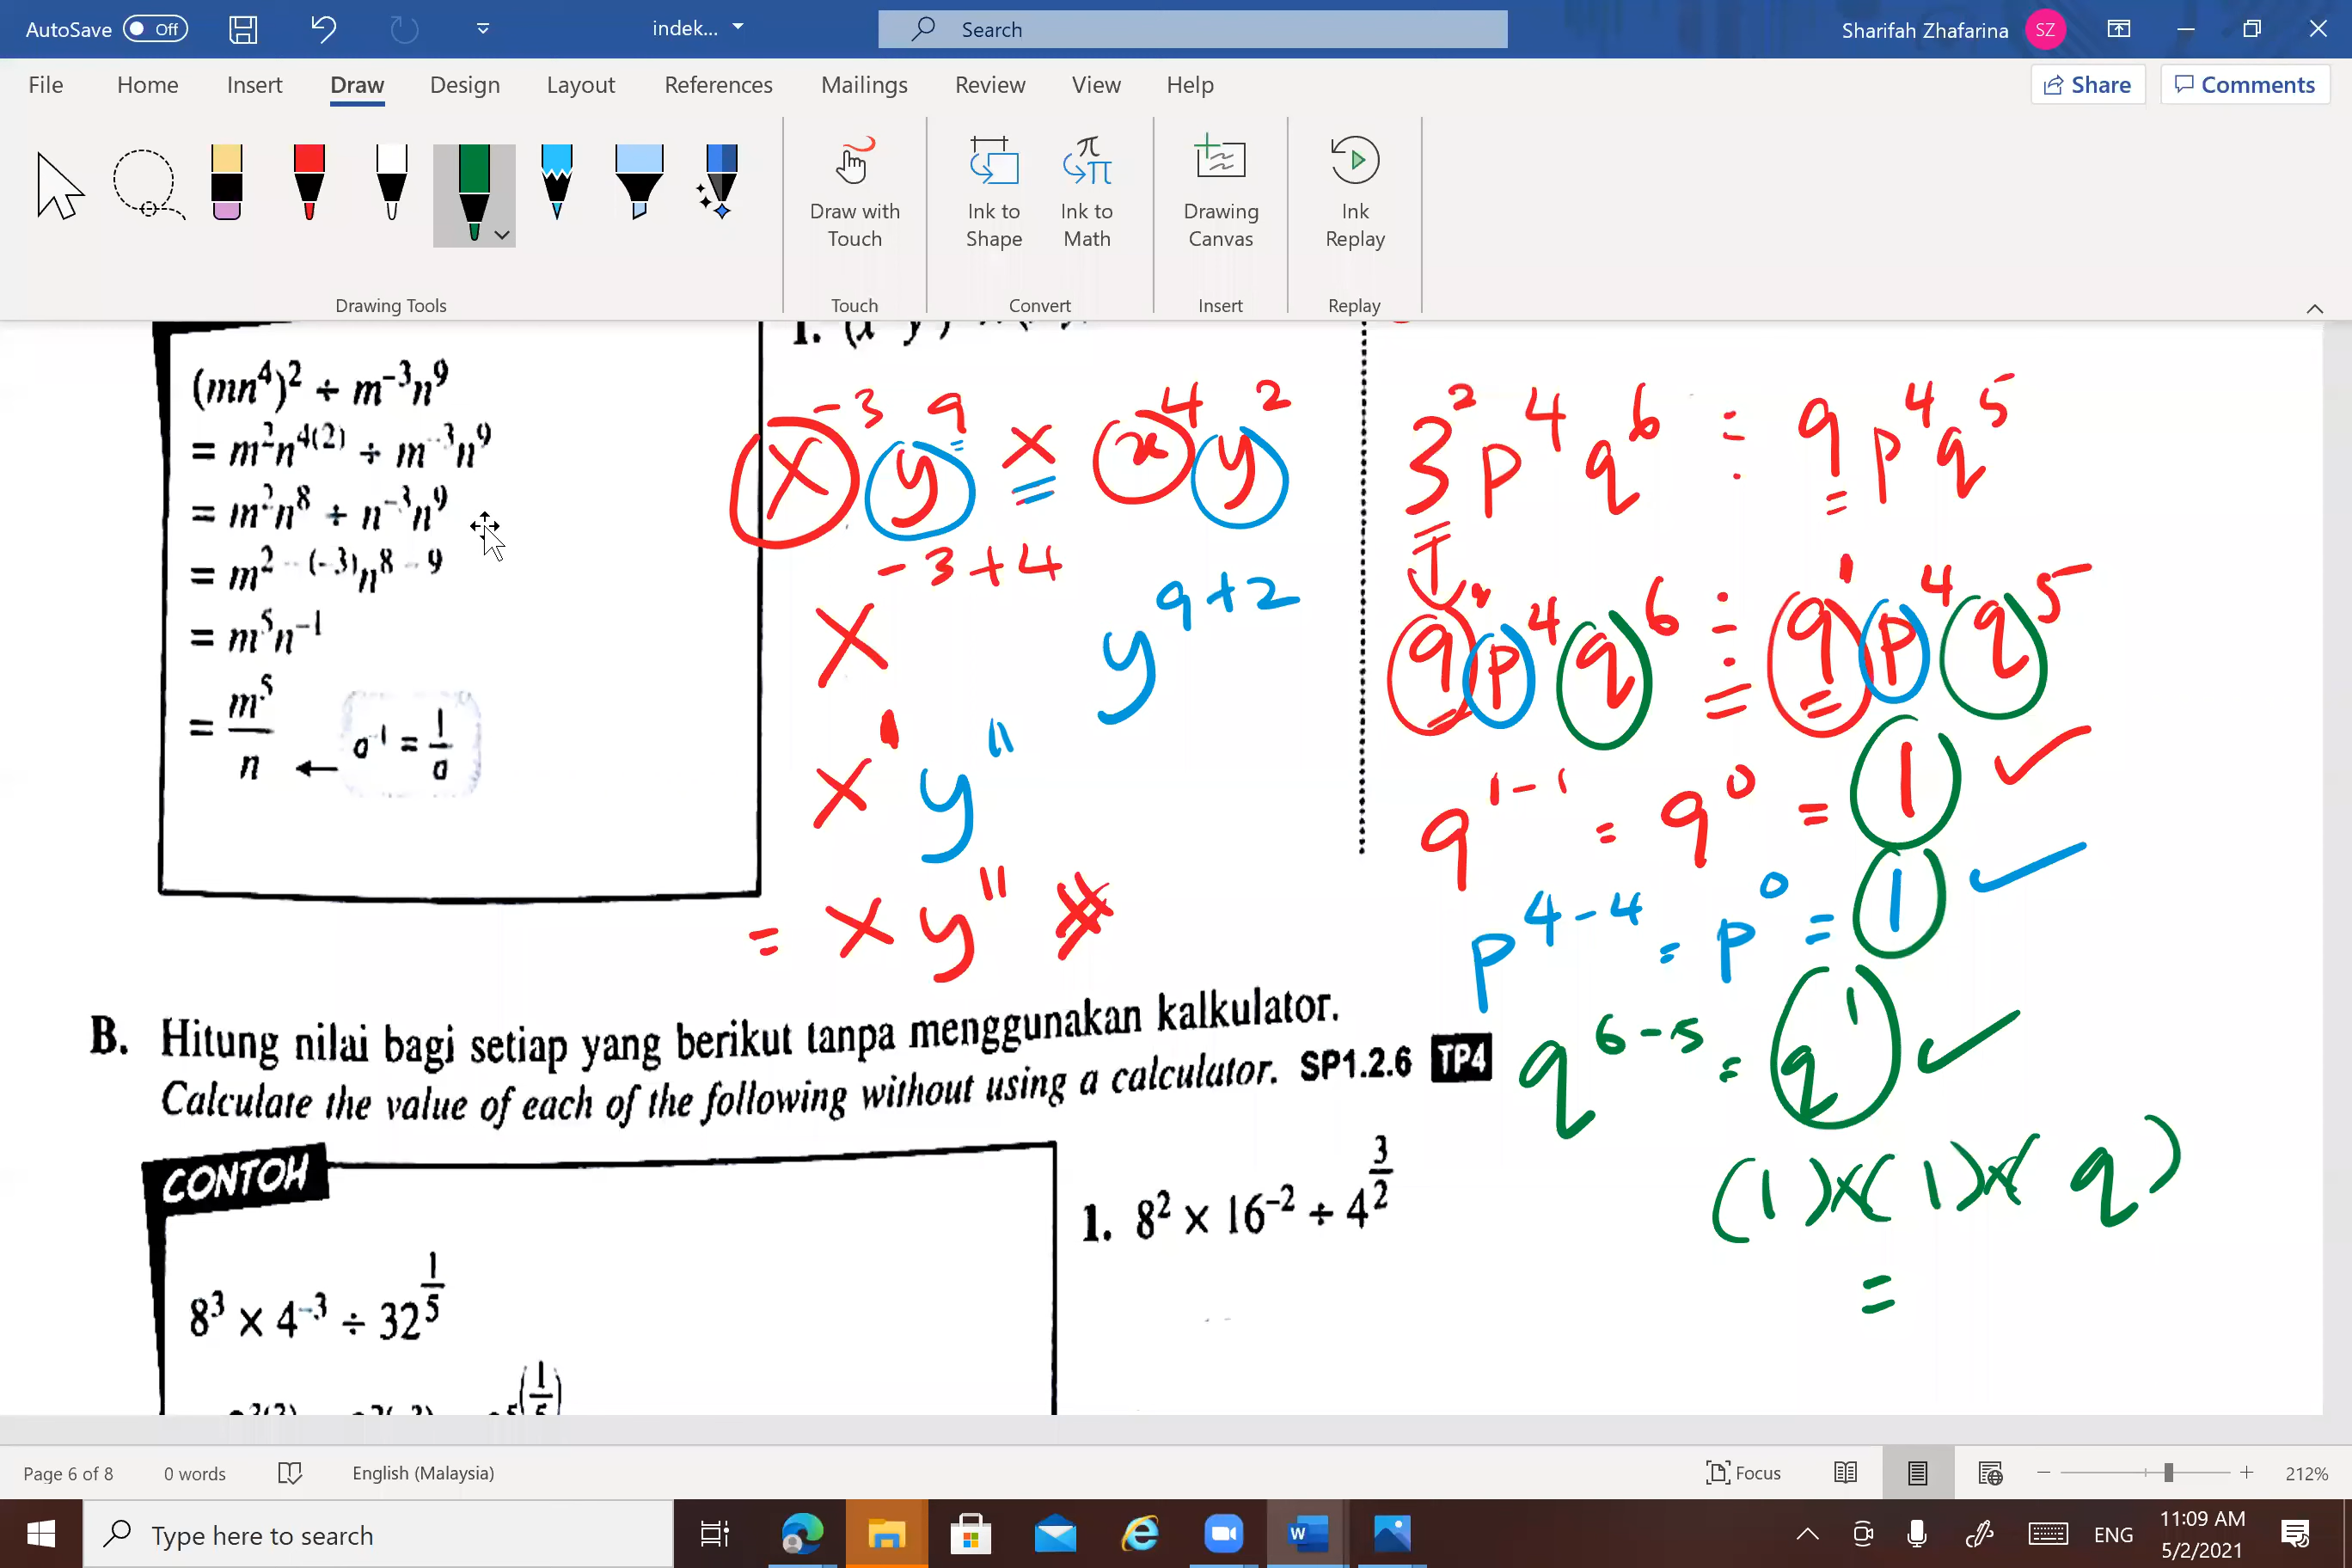 AutoSave Off indek... Search Sharifah Zhafarina SZ
File Home Insert Draw Design Layout References Mailings Review View Help Share Comments
Draw with Touch
Ink to Shape
Ink to Math
Drawing Canvas
Ink Replay
Drawing Tools Touch Convert Insert Replay
(mn⁴)² ÷ m⁻³n⁹
= m²n⁴⁽²⁾ ÷ m⁻³n⁹
= m²n⁸ ÷ n⁻³n⁹
= m²⁻⁽⁻³⁾n⁸⁻⁹
= m⁵n⁻¹
= m⁵/n ← a⁻¹ = 1/a
1.
x⁻³ y⁹ × x⁴ y²
x⁻³⁺⁴ y⁹⁺²
x¹ y¹¹
= x y¹¹ #
3² p⁴ q⁶ ÷ 9 p⁴ q⁵
9¹ p⁴ q⁶ ÷ 9¹ p⁴ q⁵
9¹⁻¹ = 9⁰ = 1 ✓
p⁴⁻⁴ = p⁰ = 1 ✓
q⁶⁻⁵ = q¹ ✓
(1)×(1)×(q)
=
B. Hitung nilai bagi setiap yang berikut tanpa menggunakan kalkulator.
Calculate the value of each of the following without using a calculator. SP1.2.6 TP4
CONTOH
8³ × 4⁻³ ÷ 32^(1/5)
1. 8² × 16⁻² ÷ 4^(3/2)
Page 6 of 8 0 words English (Malaysia) Focus 212%
Type here to search ENG 11:09 AM
5/2/2021